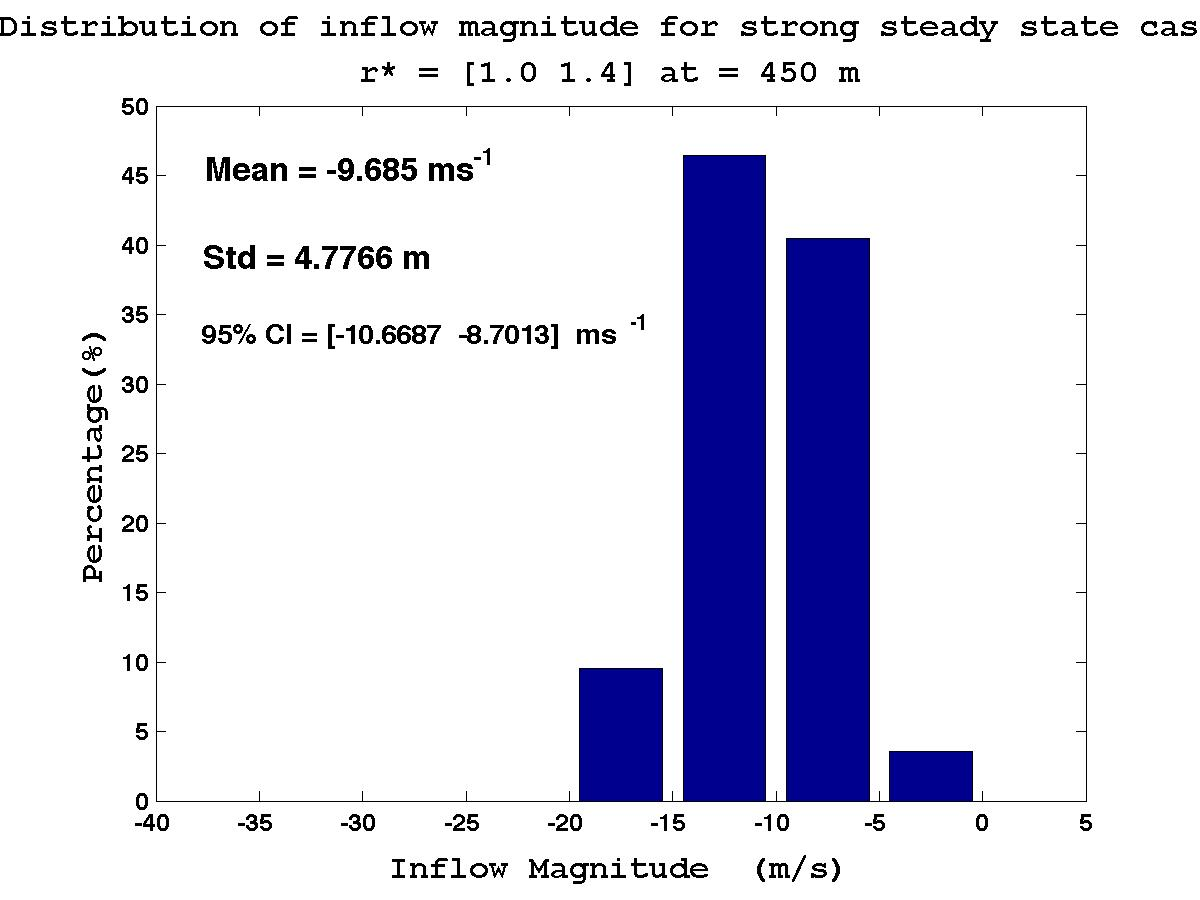 Distribution of inflow magnitude for strong steady state cas
r* = [1.0 1.4] at = 450 m
50
45
40
35
30
25
20
15
10
5
0
Percentage(%)
Mean = -9.685 ms-1
Std = 4.7766 m
95% CI = [-10.6687 -8.7013] ms -1
-40 -35 -30 -25 -20 -15 -10 -5 0 5
Inflow Magnitude (m/s)